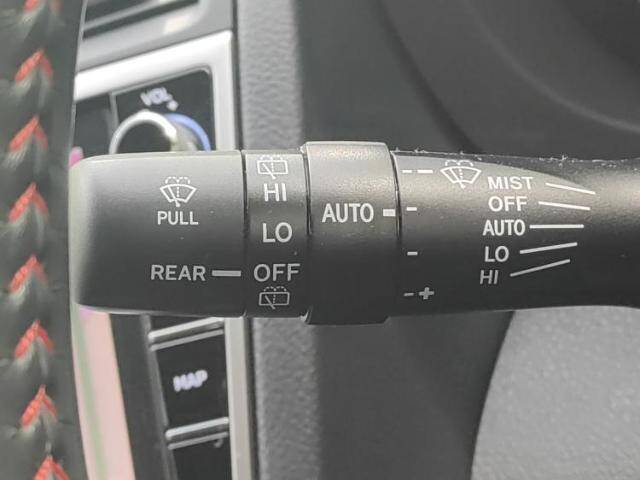 VOL
+
PULL
REAR
HI
LO
OFF
AUTO
--
-
-
-+
MIST
OFF
AUTO
LO
HI
MAP